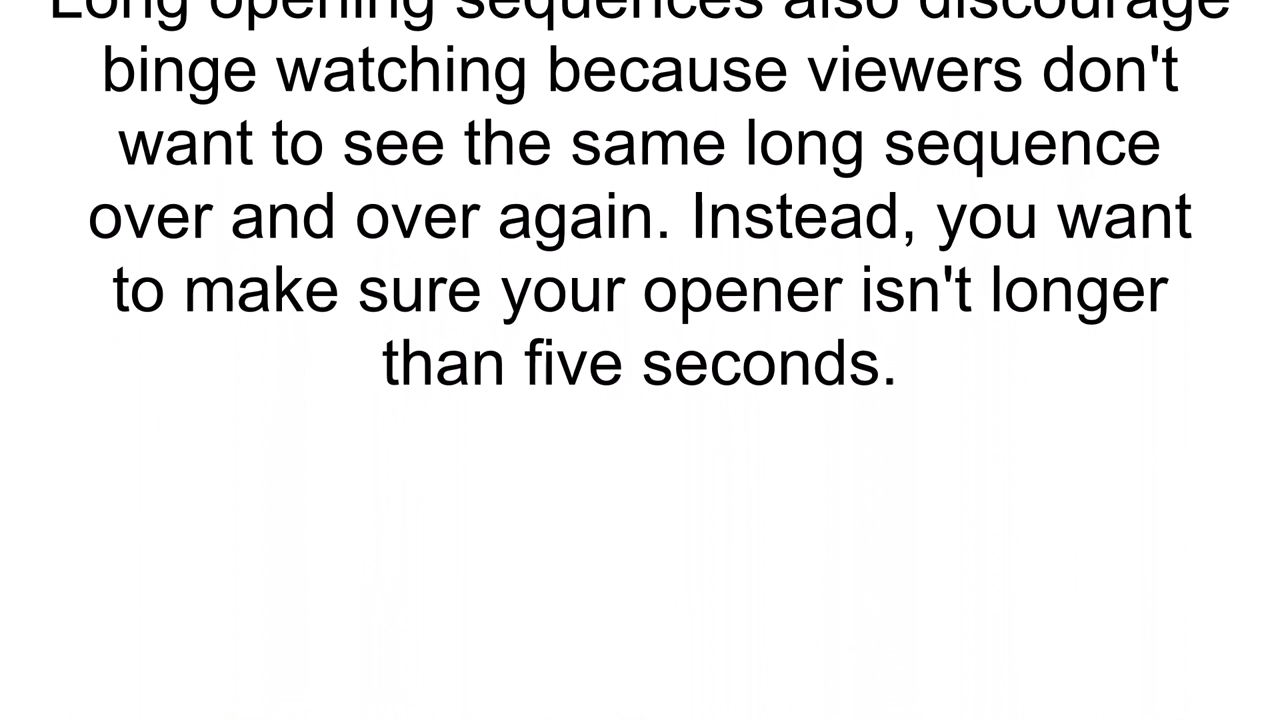 Long opening sequences also discourage
binge watching because viewers don't
want to see the same long sequence
over and over again. Instead, you want
to make sure your opener isn't longer
than five seconds.